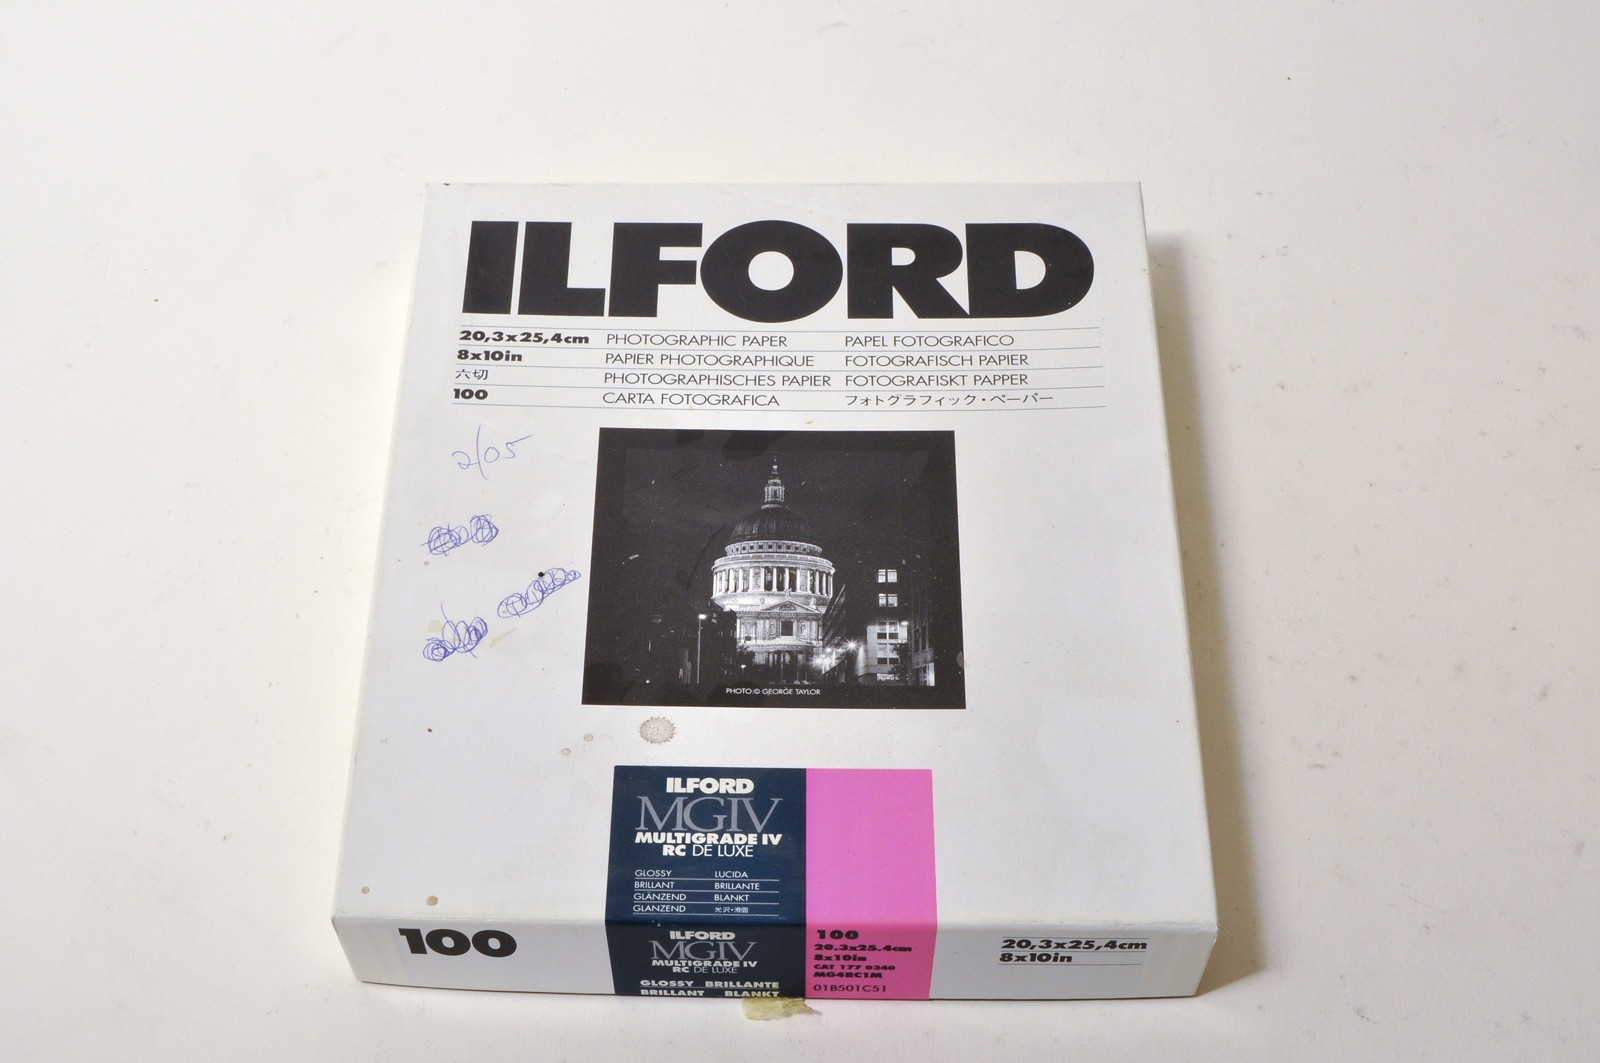 ILFORD
20,3x25,4cm PHOTOGRAPHIC PAPER PAPEL FOTOGRAFICO
8x10in PAPIER PHOTOGRAPHIQUE FOTOGRAFISCH PAPIER
六切 PHOTOGRAPHISCHES PAPIER FOTOGRAFISKT PAPPER
100 CARTA FOTOGRAFICA フォトグラフィック・ペーパー
2/05
PHOTO:© GEORGE TAYLOR
ILFORD
MGIV
MULTIGRADE IV
RC DE LUXE
GLOSSY LUCIDA
BRILLANT BRILLANTE
GLÄNZEND BLANKT
GLANZEND 光沢・滑面
100
ILFORD
MGIV
MULTIGRADE IV
RC DE LUXE
GLOSSY BRILLANTE
BRILLANT BLANKT
100
20.3x25.4cm
8x10in
CAT 177 0340
MG4RC1M
01B501C51
20,3x25,4cm
8x10in